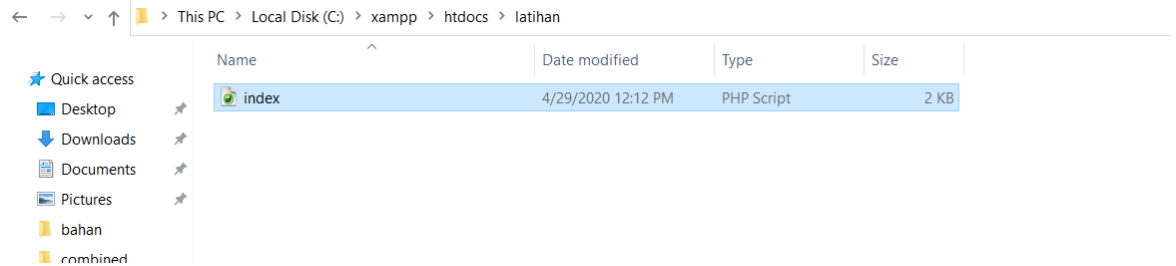 This PC > Local Disk (C:) > xampp > htdocs > latihan
Name Date modified Type Size
Quick access
index 4/29/2020 12:12 PM PHP Script 2 KB
Desktop
Downloads
Documents
Pictures
bahan
combined